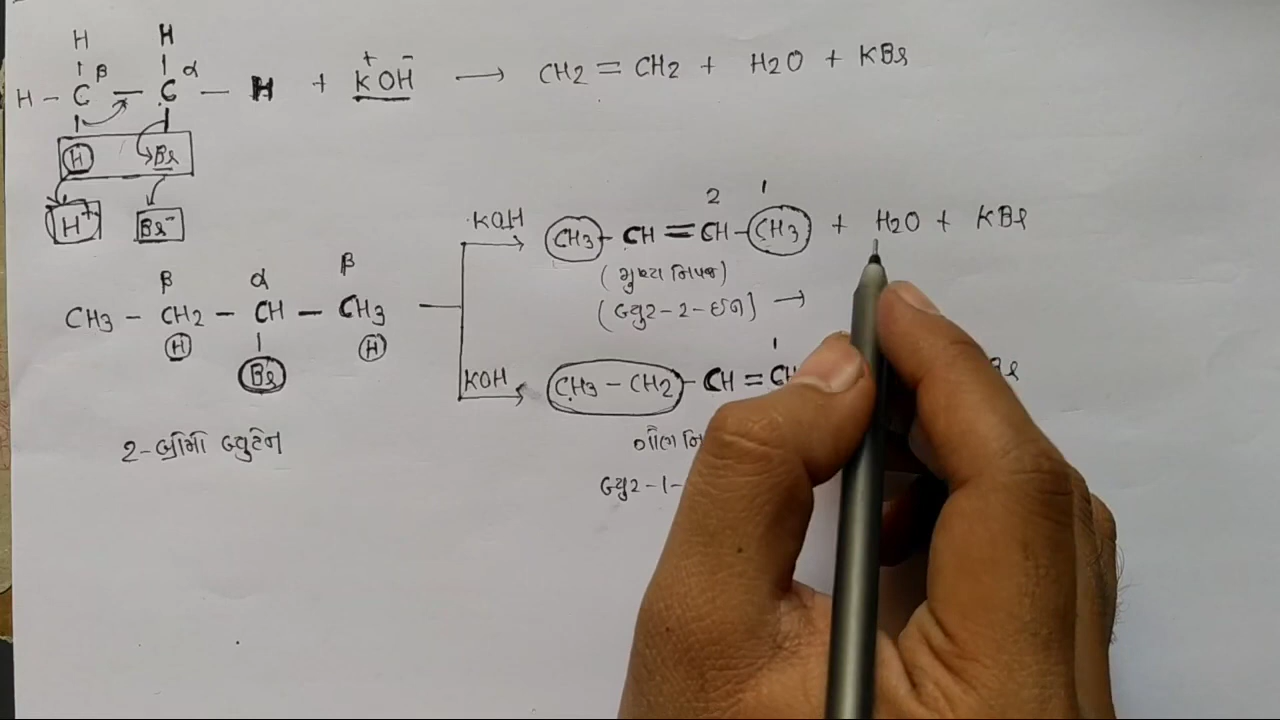 H H
β α
H – C – C – H + K⁺OH⁻ → CH2 = CH2 + H2O + KBr
H Br
H⁺ Br⁻
2 1
KOH CH3 – CH = CH – CH3 + H2O + KBr
(મુખ્ય નિપજ)
(બ્યુટ-2-ઇન) →
β α β
CH3 – CH2 – CH – CH3
H Br H
1
KOH CH3 – CH2 – CH = CH
2-બ્રોમો બ્યુટેન
ગૌણ નિ
બ્યુટ-1-